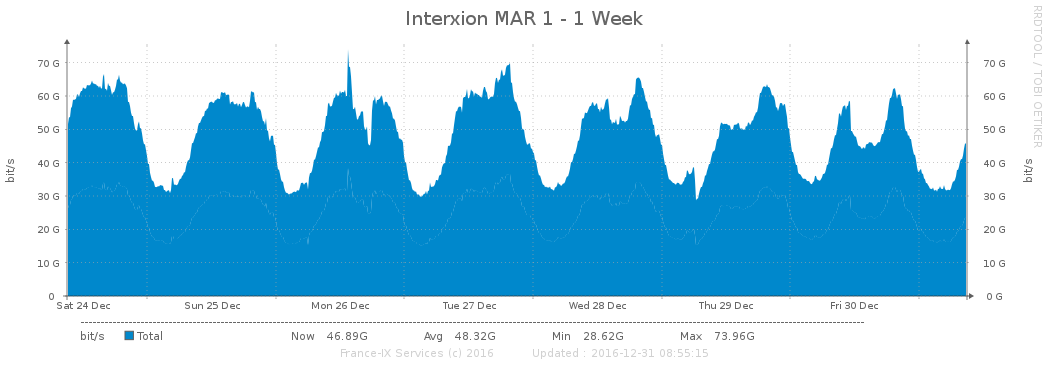 Interxion MAR 1 - 1 Week
RRDTOOL / TOBI OETIKER
bit/s
70 G 70 G
60 G 60 G
50 G 50 G
40 G 40 G
30 G 30 G
20 G 20 G
10 G 10 G
0 0 G
bit/s
Sat 24 Dec Sun 25 Dec Mon 26 Dec Tue 27 Dec Wed 28 Dec Thu 29 Dec Fri 30 Dec
bit/s Total Now 46.89G Avg 48.32G Min 28.62G Max 73.96G
France-IX Services (c) 2016 Updated : 2016-12-31 08:55:15